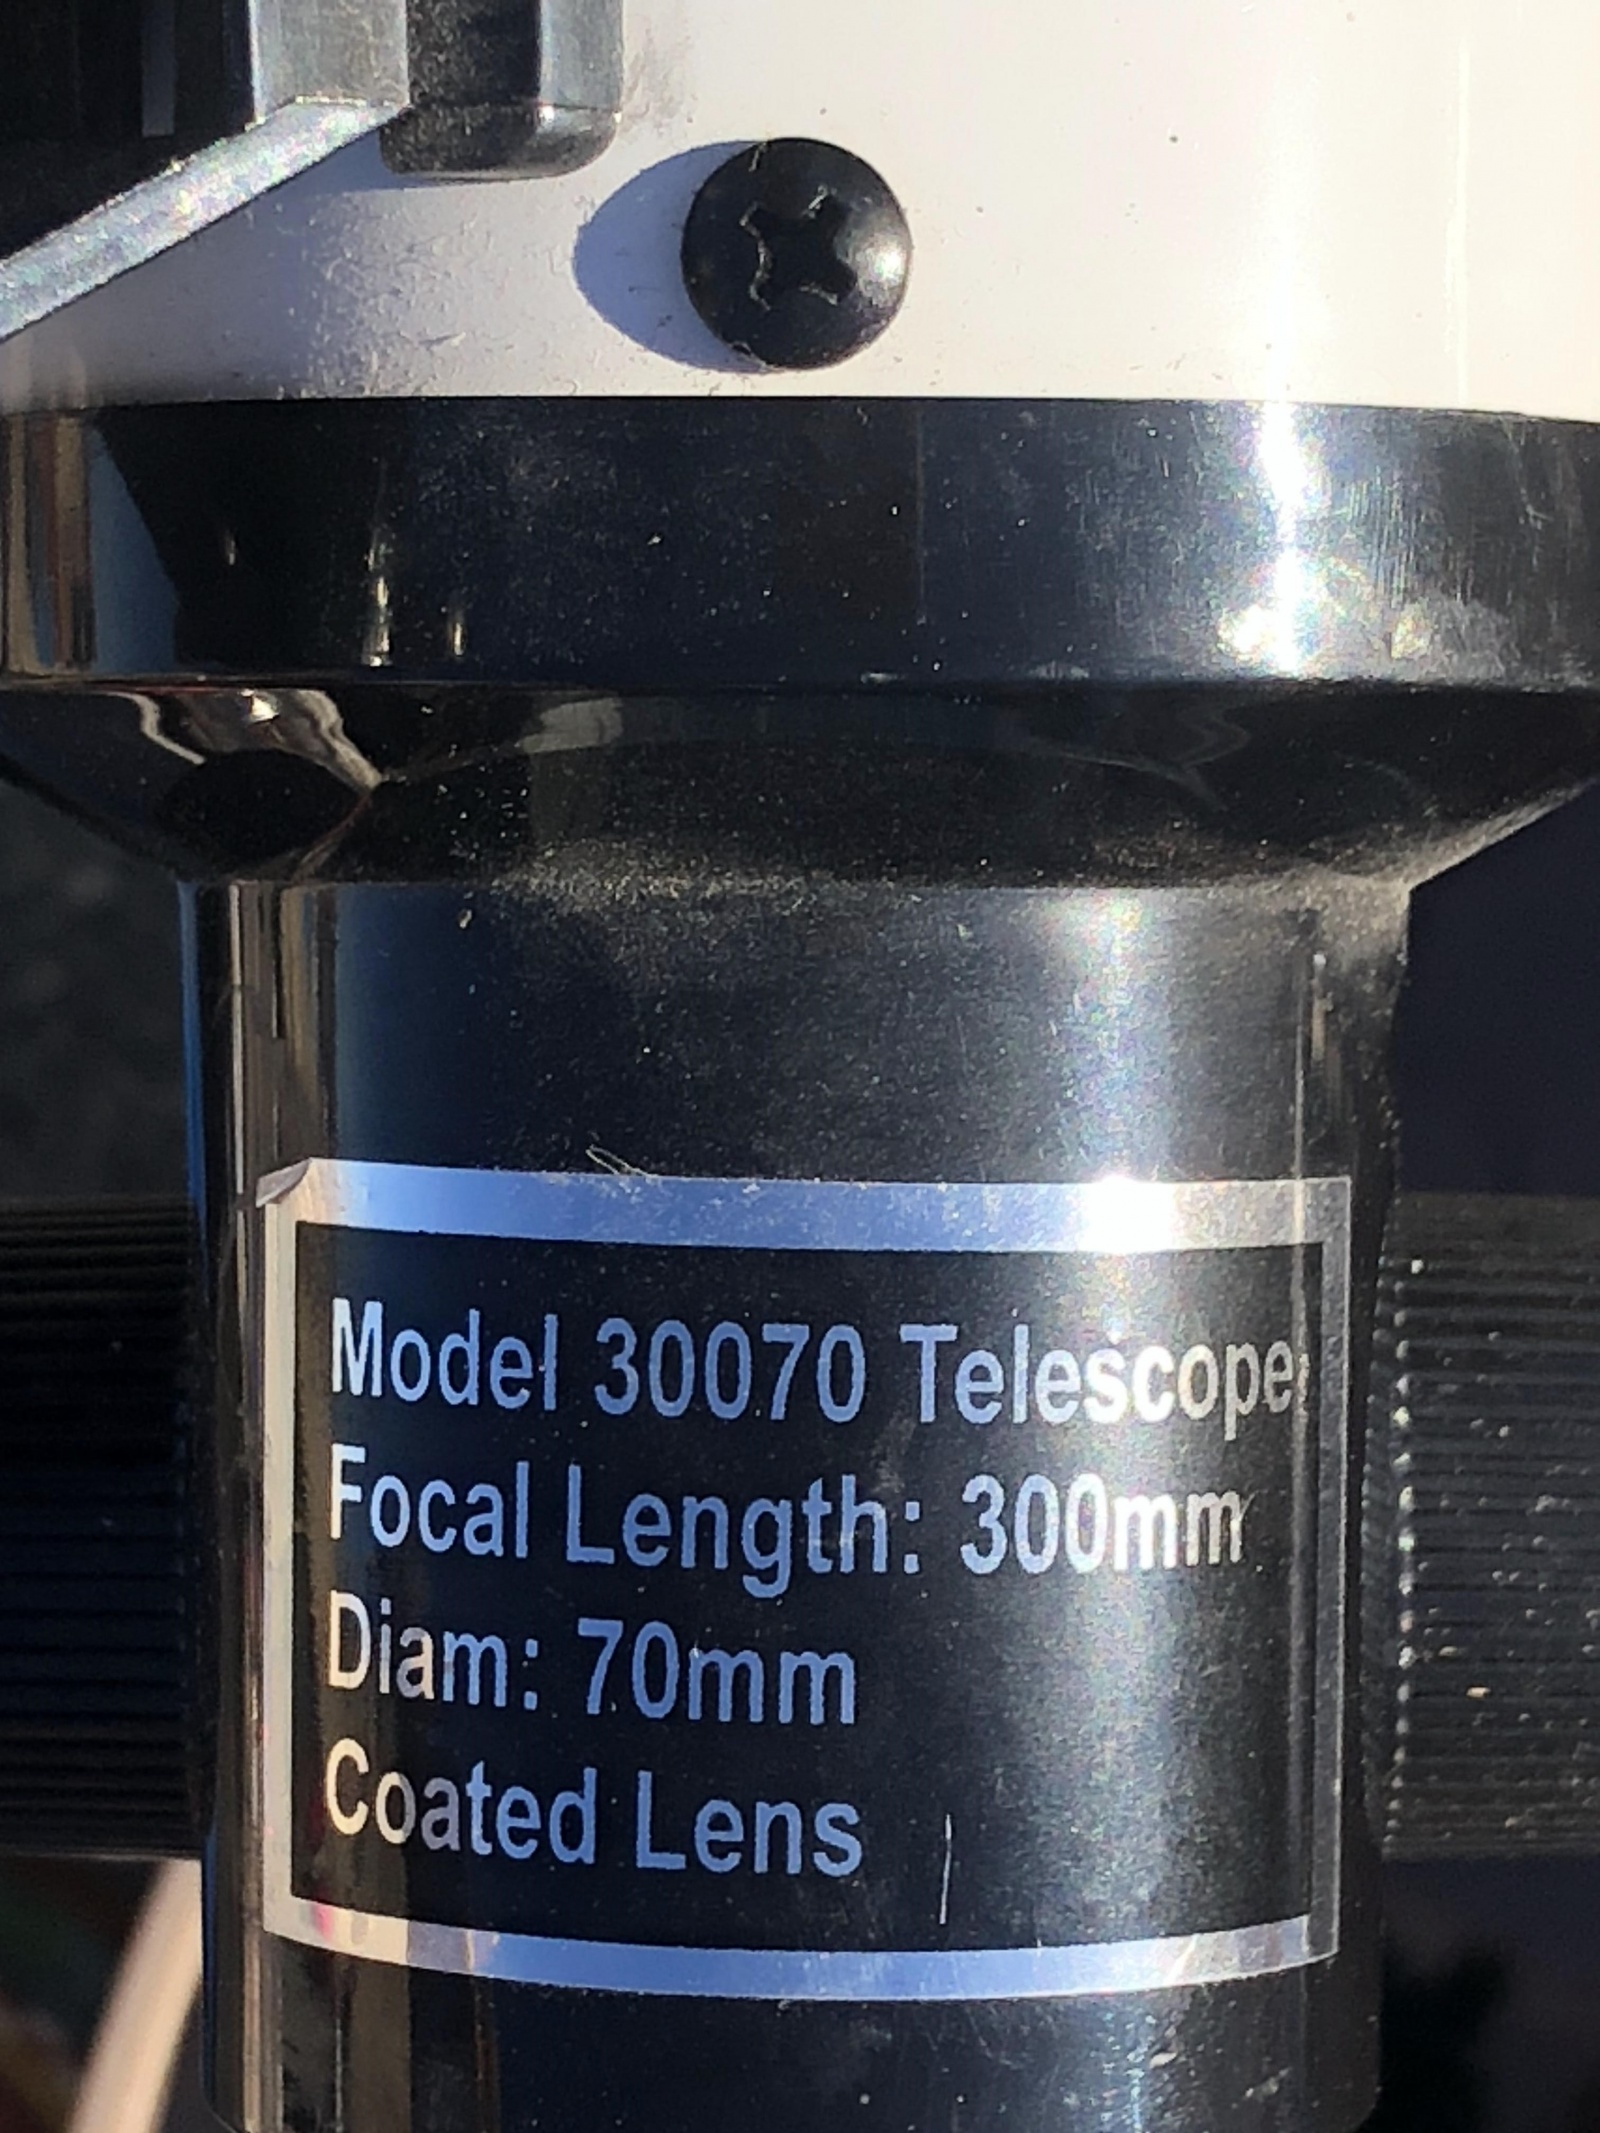 Model 30070 Telescope
Focal Length: 300mm
Diam: 70mm
Coated Lens